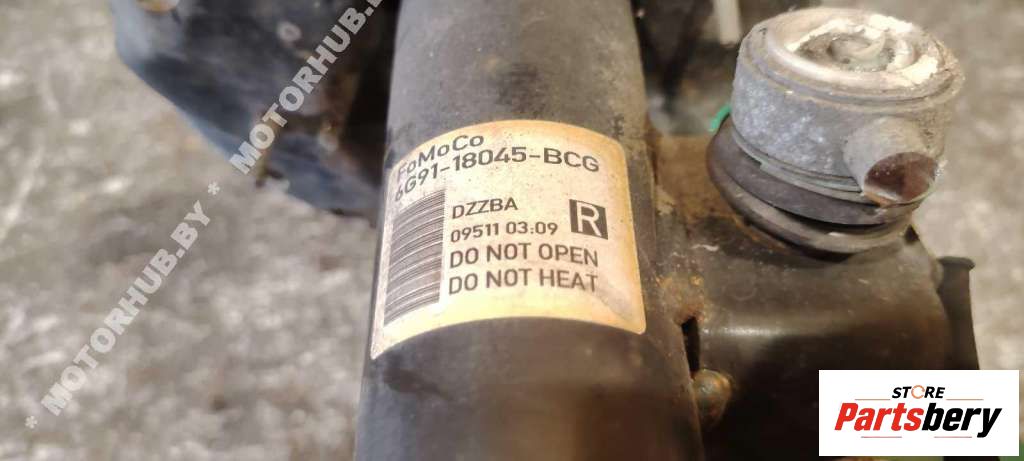 FoMoCo
6G91-18045-BCG
DZZBA
R
09511 03:09
DO NOT OPEN
DO NOT HEAT
* MOTORHUB.BY * MOTORHUB.BY
STORE
Partsbery